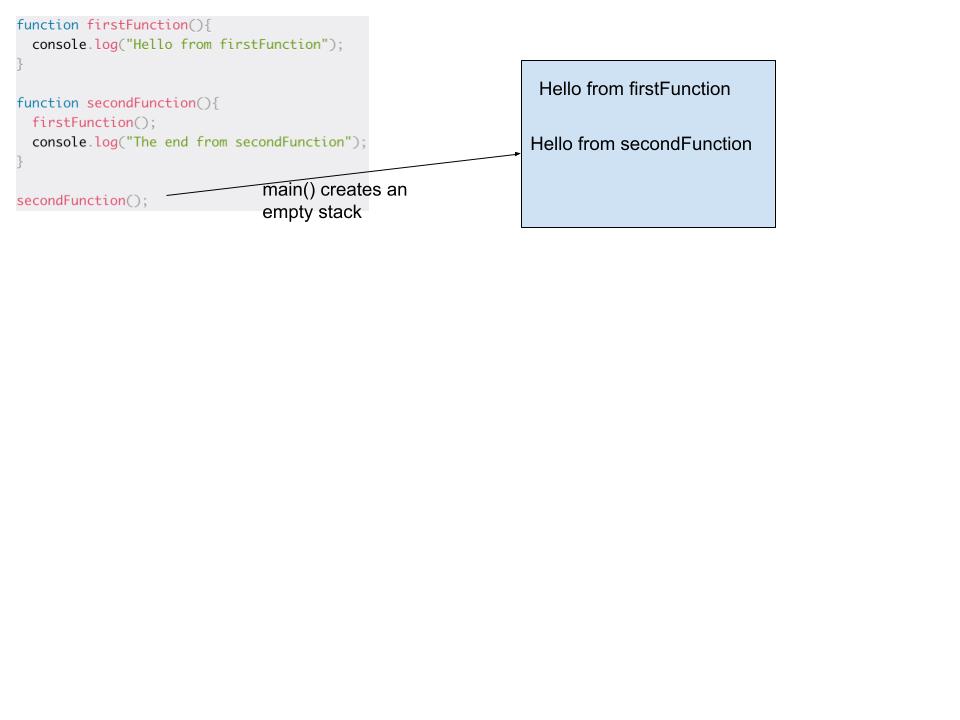 function firstFunction(){
  console.log("Hello from firstFunction");
}
function secondFunction(){
  firstFunction();
  console.log("The end from secondFunction");
}
secondFunction();
main() creates an
empty stack
Hello from firstFunction
Hello from secondFunction